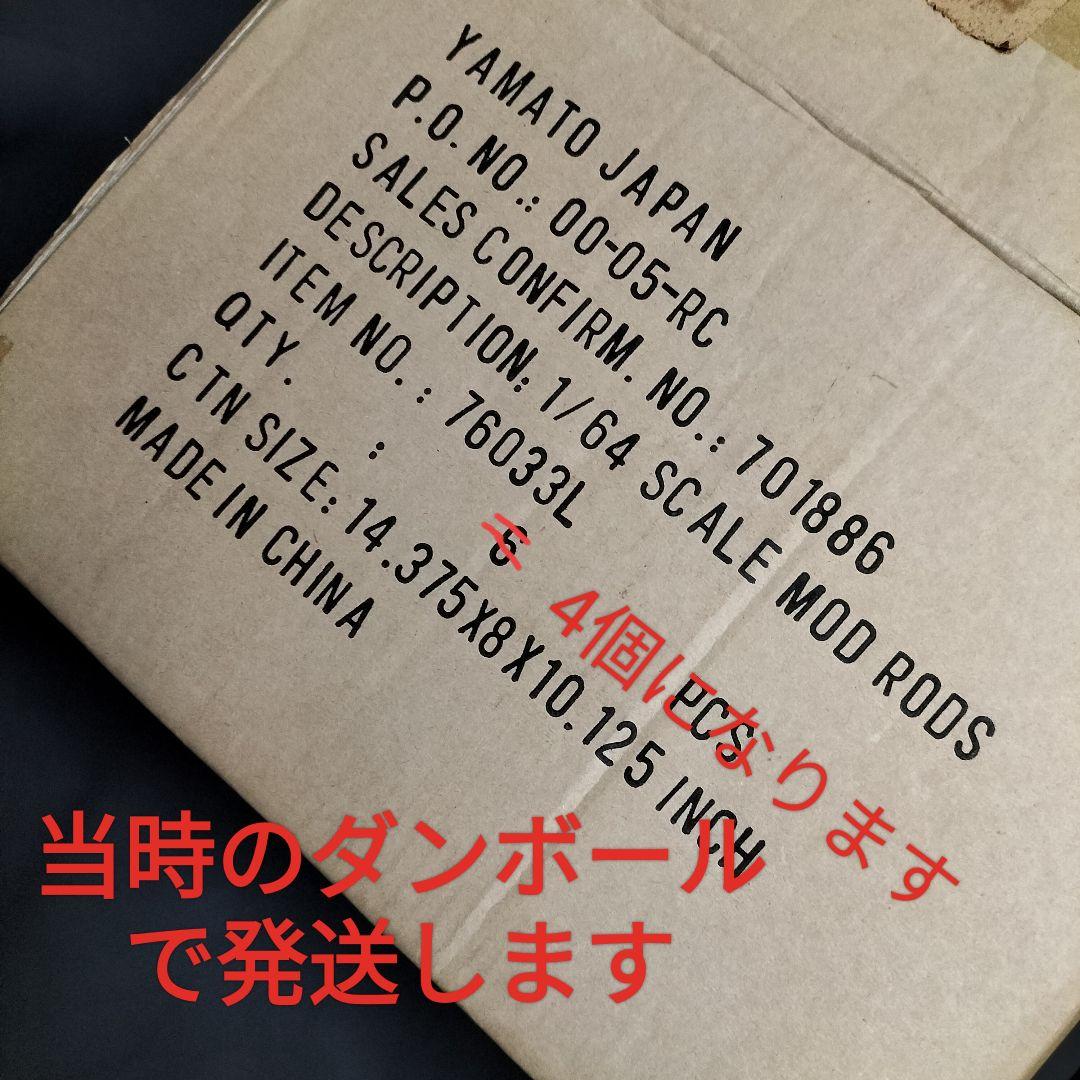 YAMATO JAPAN
P.O. NO.: 00-05-RC
SALES CONFIRM. NO.: 701886
DESCRIPTION: 1/64 SCALE MOD RODS
ITEM NO. : 76033L
QTY. : 6 PCS
4個になります
CTN SIZE: 14.375X8X10.125 INCH
MADE IN CHINA
当時のダンボール
で発送します